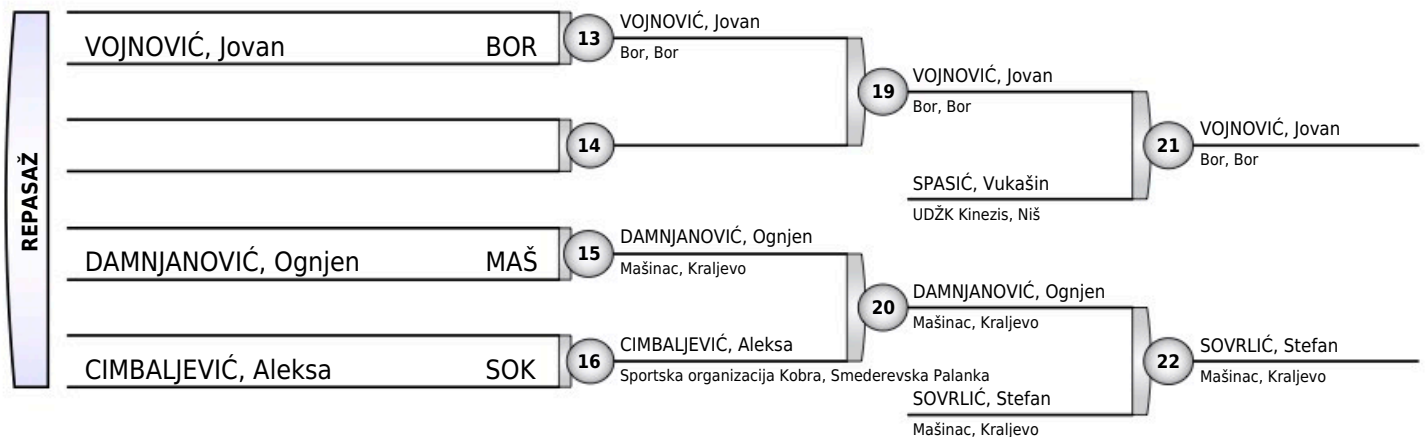 REPASAŽ
VOJNOVIĆ, Jovan BOR
13
VOJNOVIĆ, Jovan
Bor, Bor
14
19
VOJNOVIĆ, Jovan
Bor, Bor
SPASIĆ, Vukašin
UDŽK Kinezis, Niš
21
VOJNOVIĆ, Jovan
Bor, Bor
DAMNJANOVIĆ, Ognjen MAŠ
15
DAMNJANOVIĆ, Ognjen
Mašinac, Kraljevo
CIMBALJEVIĆ, Aleksa SOK
16
CIMBALJEVIĆ, Aleksa
Sportska organizacija Kobra, Smederevska Palanka
20
DAMNJANOVIĆ, Ognjen
Mašinac, Kraljevo
SOVRLIĆ, Stefan
Mašinac, Kraljevo
22
SOVRLIĆ, Stefan
Mašinac, Kraljevo